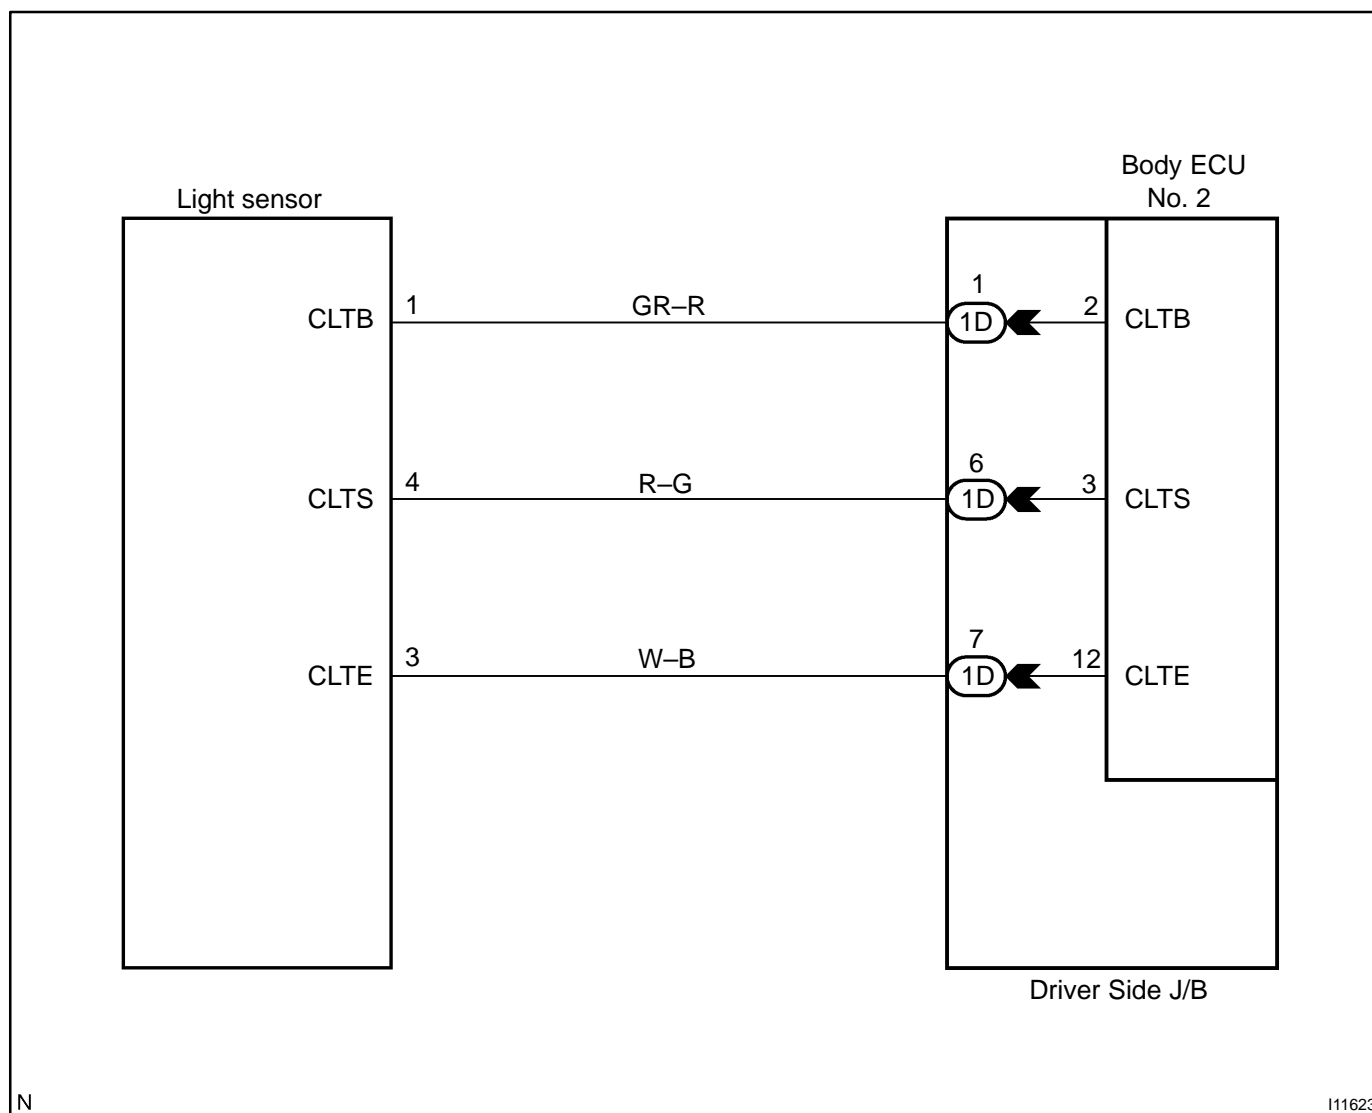 Body ECU
No. 2
Light sensor
CLTB 1 GR–R 1 1D 2 CLTB
CLTS 4 R–G 6 1D 3 CLTS
CLTE 3 W–B 7 1D 12 CLTE
Driver Side J/B
N
I11623